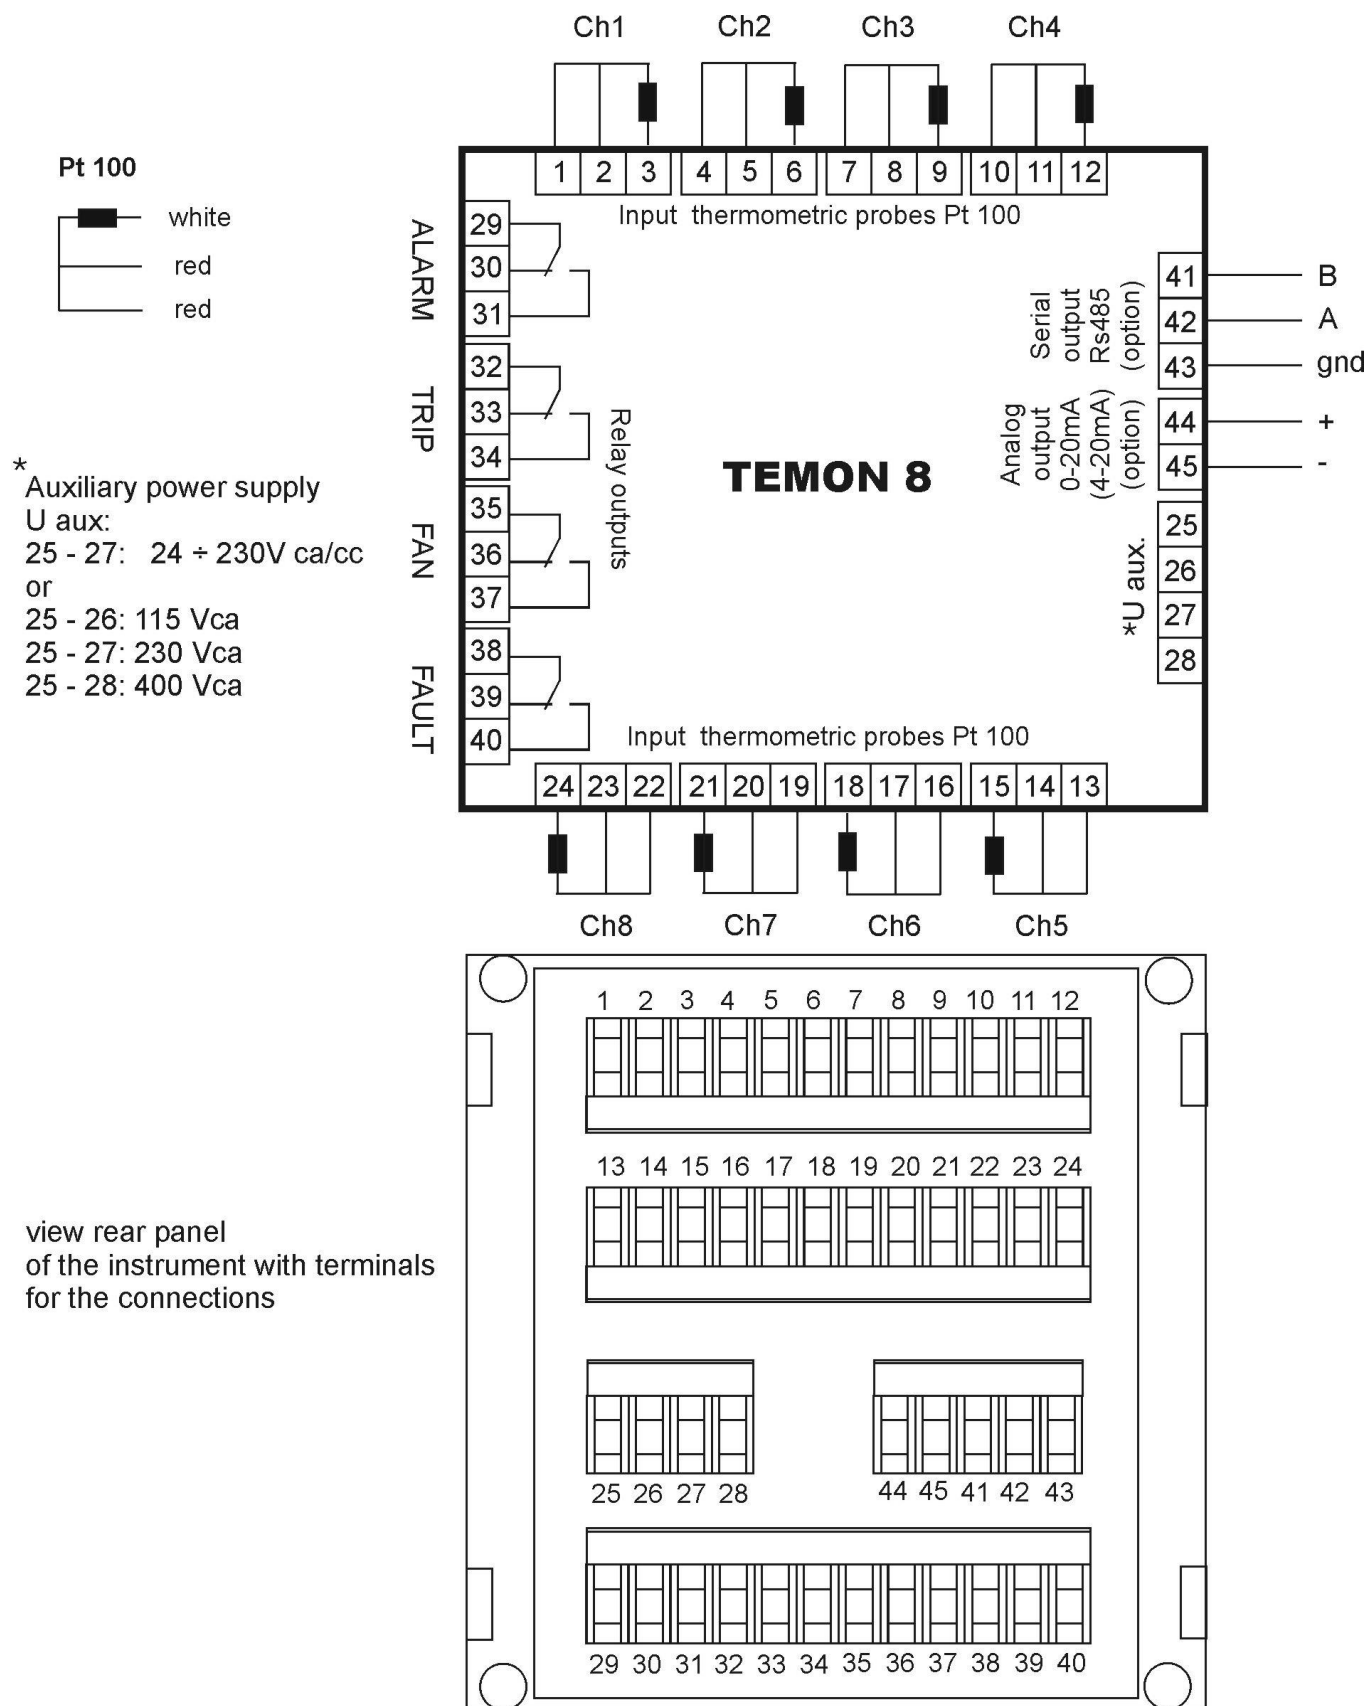 Ch1 Ch2 Ch3 Ch4
Pt 100
white
red
red
1 2 3 4 5 6 7 8 9 10 11 12
Input thermometric probes Pt 100
ALARM
29
30
31
TRIP
32
33
34
FAN
35
36
37
FAULT
38
39
40
Relay outputs
TEMON 8
Serial
output
Rs485
(option)
41 B
42 A
43 gnd
Analog
output
0-20mA
(4-20mA)
(option)
44 +
45 -
*U aux.
25
26
27
28
*
Auxiliary power supply
U aux:
25 - 27: 24 ÷ 230V ca/cc
or
25 - 26: 115 Vca
25 - 27: 230 Vca
25 - 28: 400 Vca
Input thermometric probes Pt 100
24 23 22 21 20 19 18 17 16 15 14 13
Ch8 Ch7 Ch6 Ch5
1 2 3 4 5 6 7 8 9 10 11 12
13 14 15 16 17 18 19 20 21 22 23 24
view rear panel
of the instrument with terminals
for the connections
25 26 27 28 44 45 41 42 43
29 30 31 32 33 34 35 36 37 38 39 40